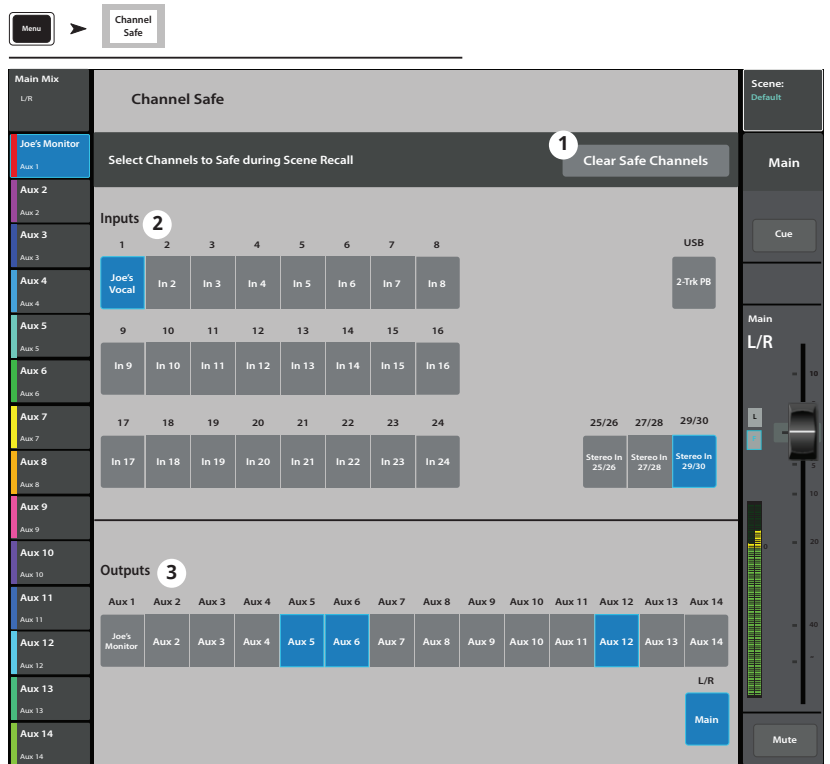 Menu
Channel
Safe
Main Mix
L/R
Joe's Monitor
Aux 1
Aux 2
Aux 2
Aux 3
Aux 3
Aux 4
Aux 4
Aux 5
Aux 5
Aux 6
Aux 6
Aux 7
Aux 7
Aux 8
Aux 8
Aux 9
Aux 9
Aux 10
Aux 10
Aux 11
Aux 11
Aux 12
Aux 12
Aux 13
Aux 13
Aux 14
Aux 14
Channel Safe
Select Channels to Safe during Scene Recall
1
Clear Safe Channels
Inputs 2
1 2 3 4 5 6 7 8 USB
Joe's Vocal In 2 In 3 In 4 In 5 In 6 In 7 In 8 2-Trk PB
9 10 11 12 13 14 15 16
In 9 In 10 In 11 In 12 In 13 In 14 In 15 In 16
17 18 19 20 21 22 23 24 25/26 27/28 29/30
In 17 In 18 In 19 In 20 In 21 In 22 In 23 In 24 Stereo In 25/26 Stereo In 27/28 Stereo In 29/30
Outputs 3
Aux 1 Aux 2 Aux 3 Aux 4 Aux 5 Aux 6 Aux 7 Aux 8 Aux 9 Aux 10 Aux 11 Aux 12 Aux 13 Aux 14
Joe's Monitor Aux 2 Aux 3 Aux 4 Aux 5 Aux 6 Aux 7 Aux 8 Aux 9 Aux 10 Aux 11 Aux 12 Aux 13 Aux 14
L/R
Main
Scene:
Default
Main
Cue
Main
L/R
10
L
5
10
0
20
40
Mute